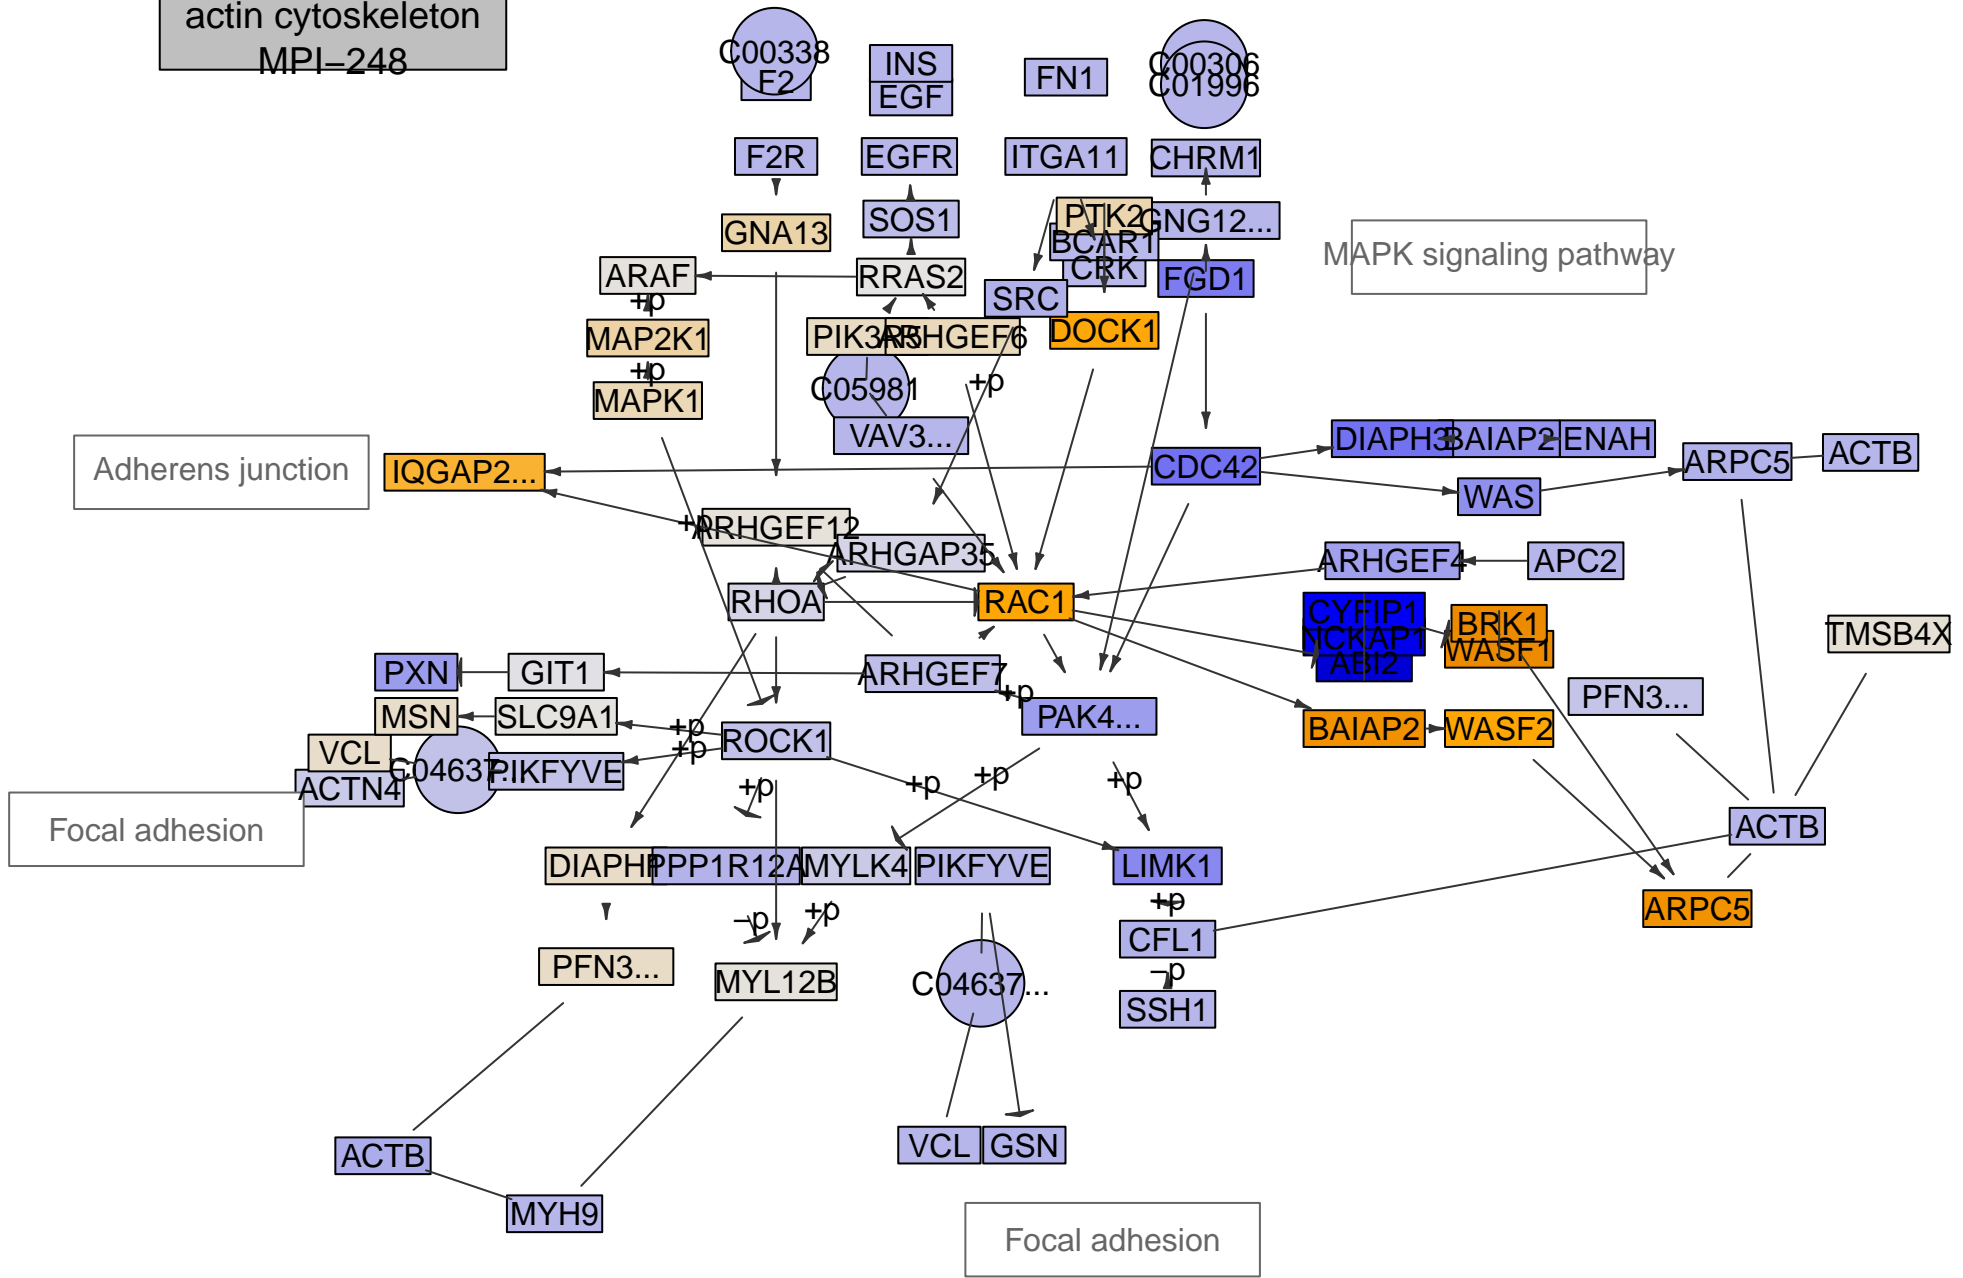 actin cytoskeleton
MPI−248
C00338
F2
INS
EGF
FN1
C00306
C01996
F2R
EGFR
ITGA11
CHRM1
GNA13
SOS1
PTK2
GNG12...
BCAR1
CRK
MAPK signaling pathway
ARAF
RRAS2
SRC
FGD1
+p
MAP2K1
PIK3R5
ARHGEF6
DOCK1
+p
MAPK1
C05981
+p
VAV3...
Adherens junction
IQGAP2...
CDC42
DIAPH3
BAIAP2
ENAH
ARPC5
ACTB
WAS
+p
ARHGEF12
ARHGAP35
ARHGEF4
APC2
RHOA
RAC1
CYFIP1
NCKAP1
ABI2
BRK1
WASF1
TMSB4X
PXN
GIT1
ARHGEF7
+p
PAK4...
PFN3...
MSN
SLC9A1
+p
ROCK1
BAIAP2
WASF2
VCL
C04637...
PIKFYVE
+p
ACTN4
+p
+p
+p
+p
Focal adhesion
ACTB
PPP1R12A
MYLK4
PIKFYVE
LIMK1
+p
ARPC5
−p
+p
CFL1
PFN3...
MYL12B
C04637...
−p
SSH1
ACTB
VCL
GSN
MYH9
Focal adhesion